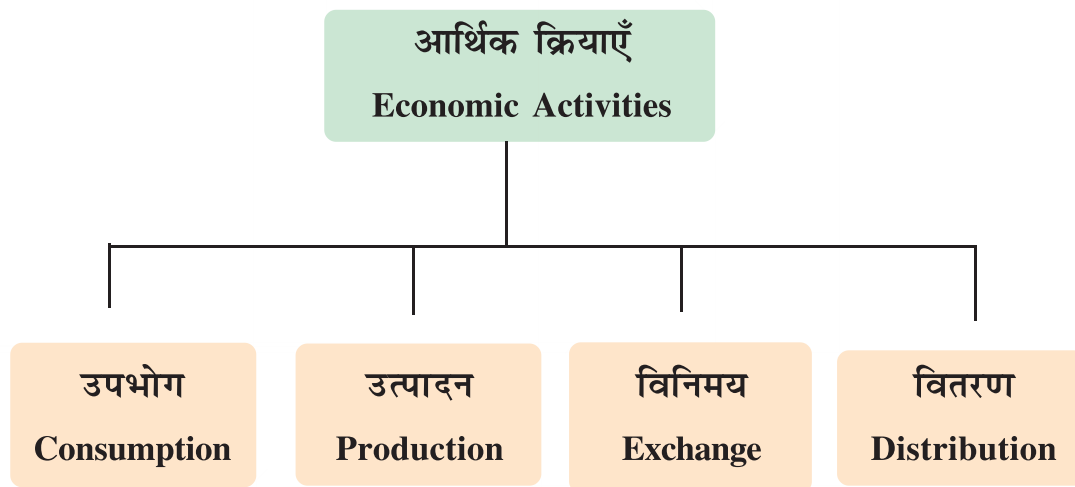 आर्थिक क्रियाएँ
Economic Activities
उपभोग
Consumption
उत्पादन
Production
विनिमय
Exchange
वितरण
Distribution